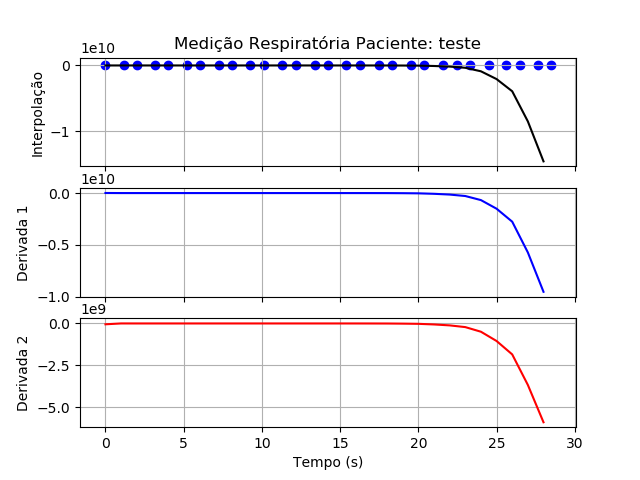 Medição Respiratória Paciente: teste
1e10
0
−1
Interpolação
1e10
0.0
−0.5
−1.0
Derivada 1
1e9
0.0
−2.5
−5.0
Derivada 2
0 5 10 15 20 25 30
Tempo (s)